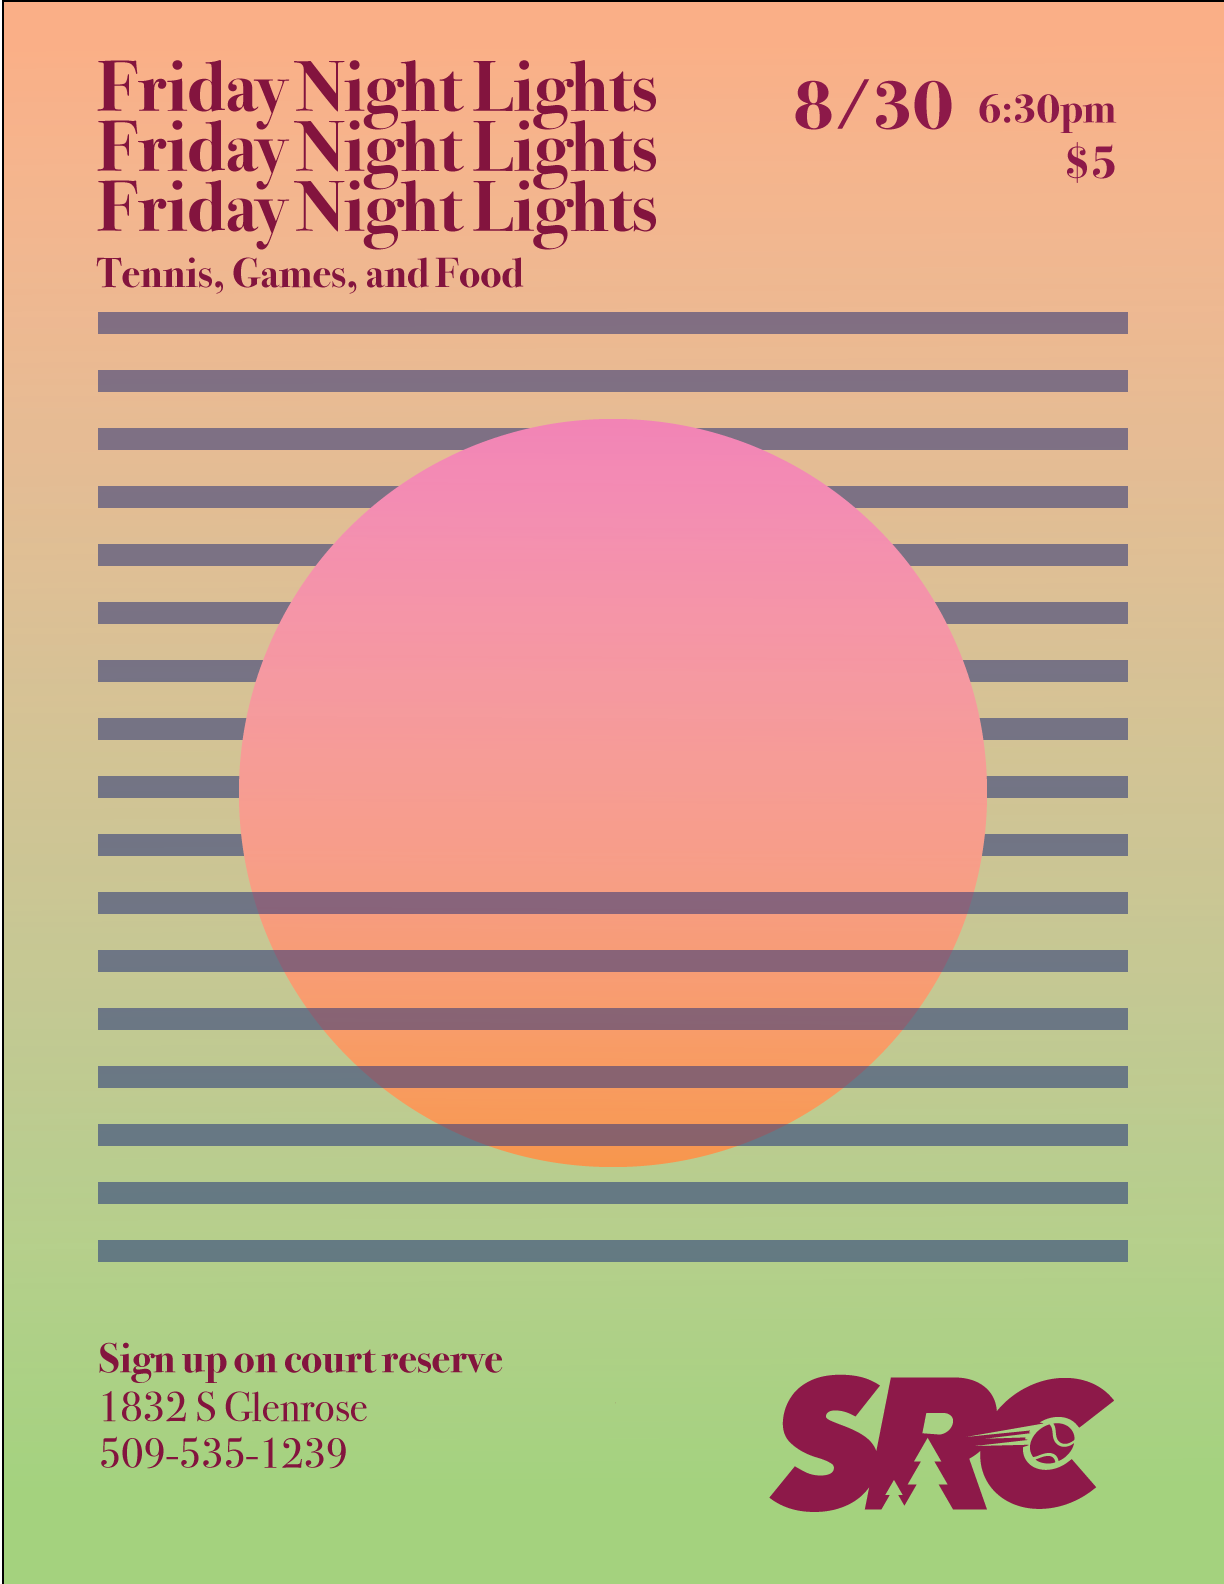 Friday Night Lights
Friday Night Lights
Friday Night Lights
Tennis, Games, and Food
8/30 6:30pm
$5
Sign up on court reserve
1832 S Glenrose
509-535-1239
SRC